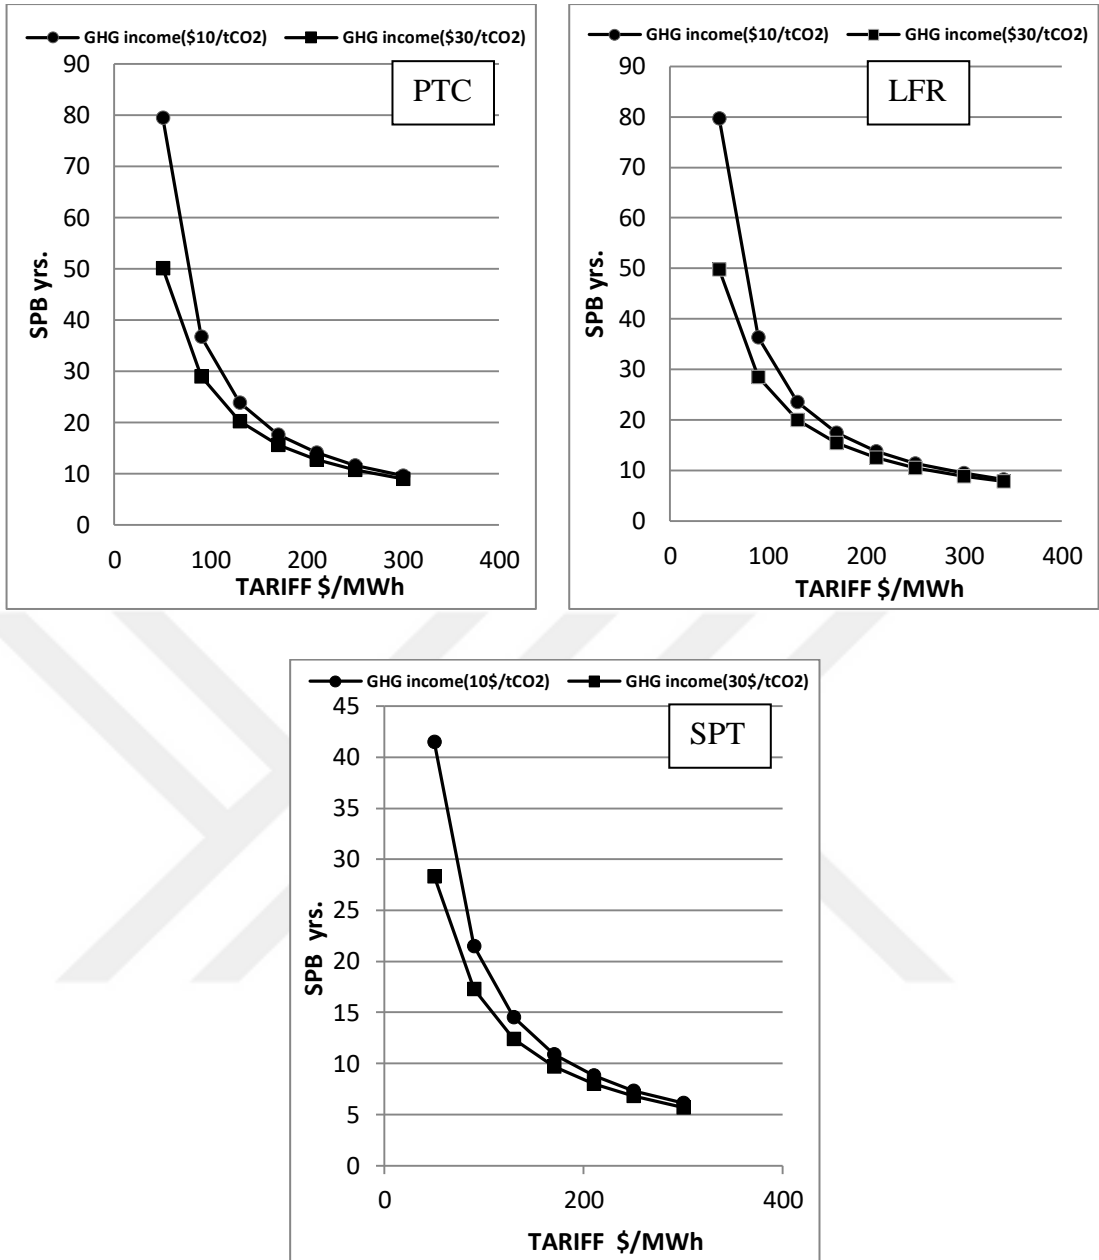 GHG income($10/tCO2) GHG income($30/tCO2)
PTC
90
80
70
60
50
40
30
20
10
0
SPB yrs.
0 100 200 300 400
TARIFF $/MWh
GHG income($10/tCO2) GHG income($30/tCO2)
LFR
90
80
70
60
50
40
30
20
10
0
SPB yrs.
0 100 200 300 400
TARIFF $/MWh
GHG income(10$/tCO2) GHG income(30$/tCO2)
SPT
45
40
35
30
25
20
15
10
5
0
SPB yrs.
0 200 400
TARIFF $/MWh